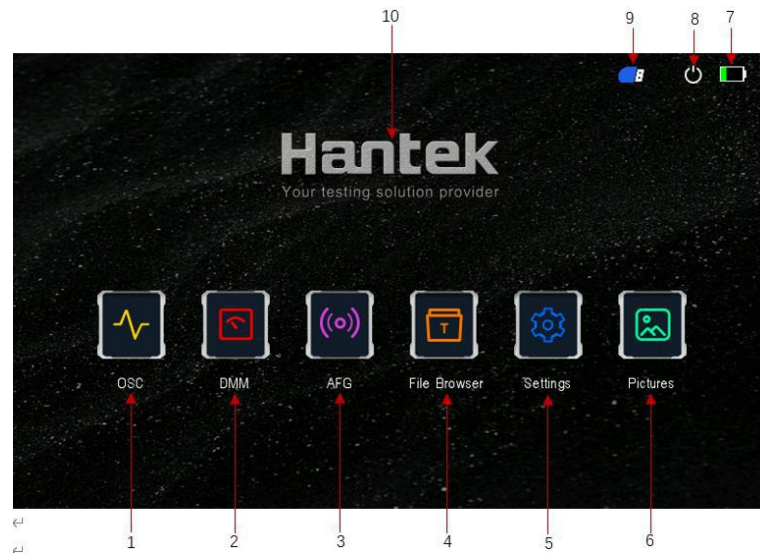 10 9 8 7
Hantek
Your testing solution provider
T
OSC DMM AFG File Browser Settings Pictures
1 2 3 4 5 6